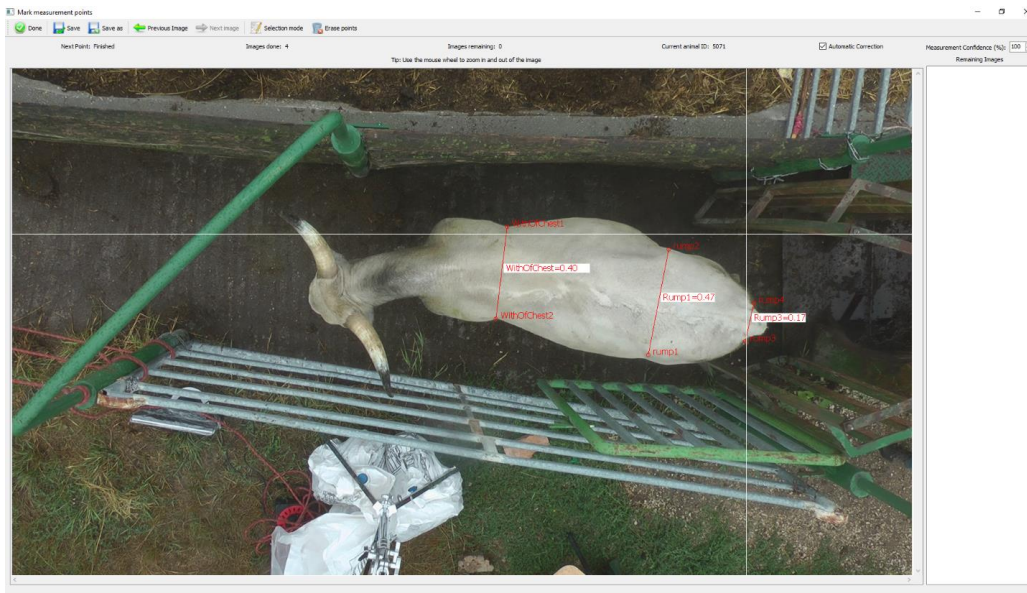 Mark measurement points
Done Save Save as Previous Image Next Image Selection mode Erase points
Next Point: Finished Images done: 4 Images remaining: 0 Current animal ID: 5071 Automatic Correction Measurement Confidence (%): 100
Tip: Use the mouse wheel to zoom in and out of the image Remaining Images
WithOfChest1
rump2
WithOfChest=0.40
Rump1=0.47
rump4
WithOfChest2
Rump3=0.17
rump3
rump1